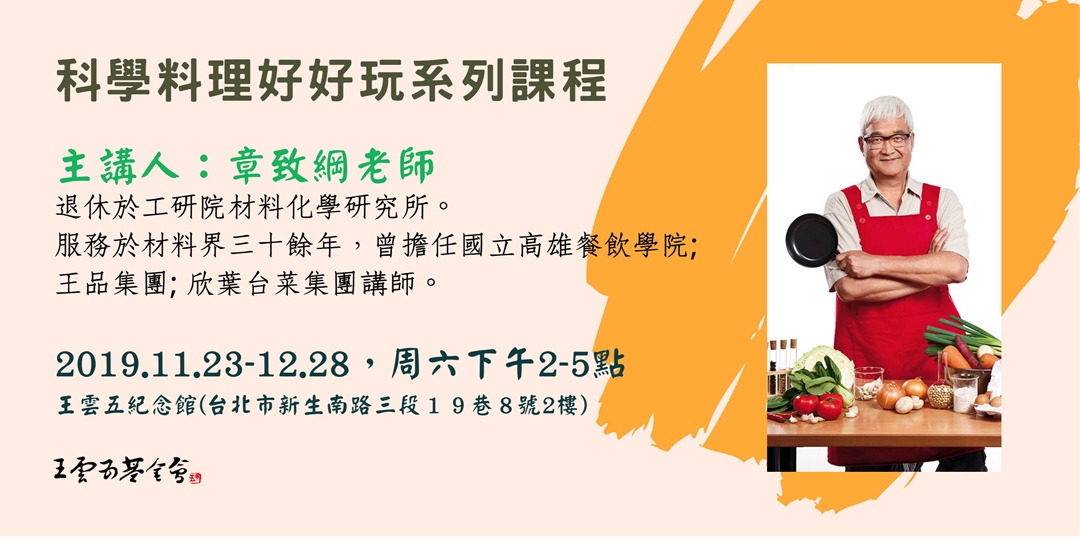 科學料理好好玩系列課程
主講人：章致綱老師
退休於工研院材料化學研究所。
服務於材料界三十餘年，曾擔任國立高雄餐飲學院;
王品集團; 欣葉台菜集團講師。
2019.11.23-12.28，周六下午2-5點
王雲五紀念館(台北市新生南路三段１９巷８號2樓)
王雲五基金會